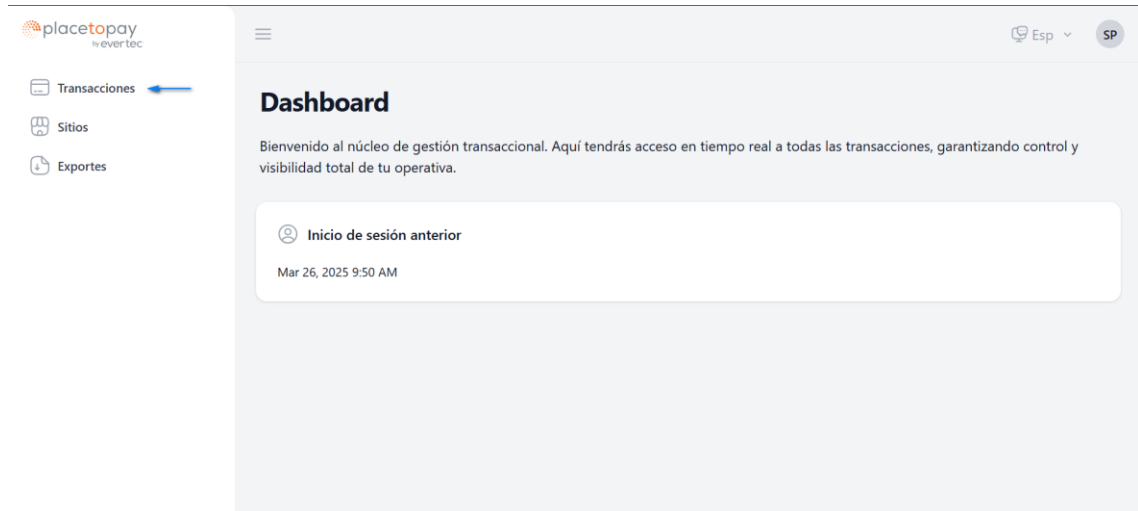 placetopay
by evertec
Esp
SP
Transacciones
Sitios
Exportes
Dashboard
Bienvenido al núcleo de gestión transaccional. Aquí tendrás acceso en tiempo real a todas las transacciones, garantizando control y
visibilidad total de tu operativa.
Inicio de sesión anterior
Mar 26, 2025 9:50 AM